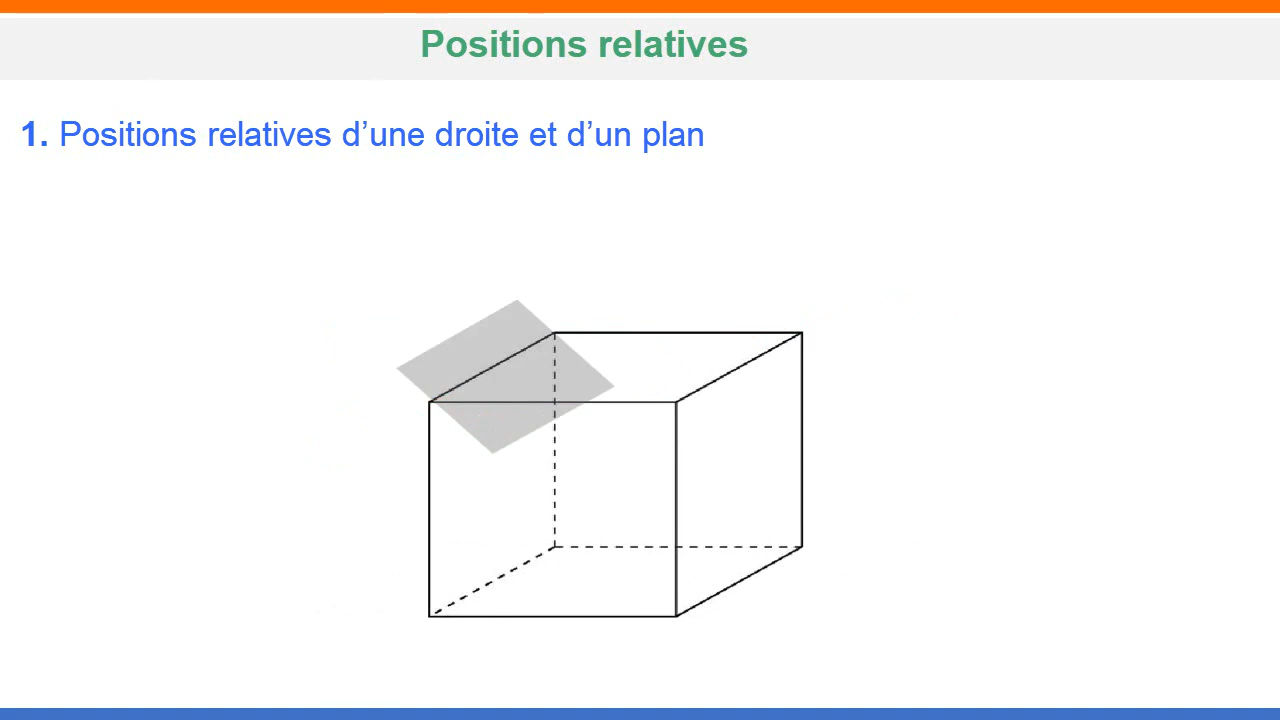 Positions relatives
1. Positions relatives d’une droite et d’un plan